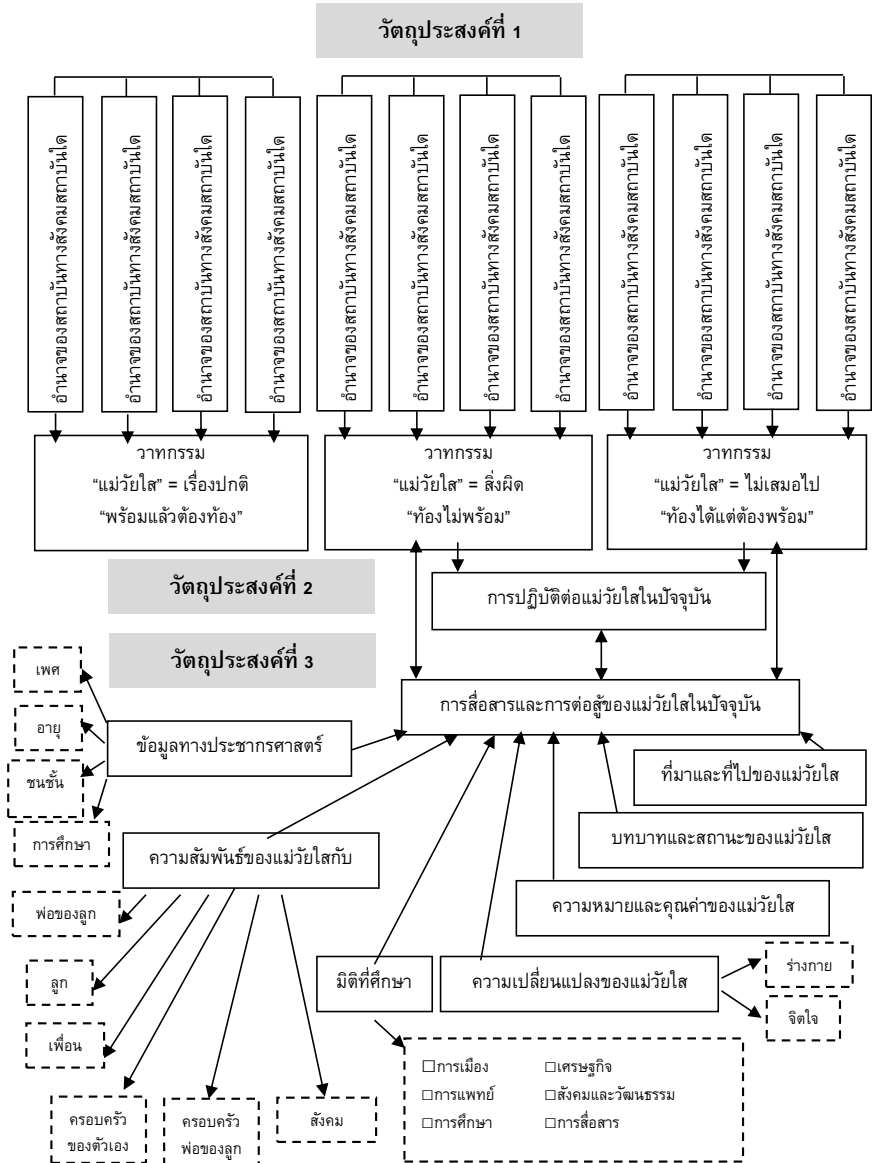 วัตถุประสงค์ที่ 1
อำนาจของสถาบันทางสังคมสถาบันใด
อำนาจของสถาบันทางสังคมสถาบันใด
อำนาจของสถาบันทางสังคมสถาบันใด
อำนาจของสถาบันทางสังคมสถาบันใด
อำนาจของสถาบันทางสังคมสถาบันใด
อำนาจของสถาบันทางสังคมสถาบันใด
อำนาจของสถาบันทางสังคมสถาบันใด
อำนาจของสถาบันทางสังคมสถาบันใด
อำนาจของสถาบันทางสังคมสถาบันใด
อำนาจของสถาบันทางสังคมสถาบันใด
อำนาจของสถาบันทางสังคมสถาบันใด
อำนาจของสถาบันทางสังคมสถาบันใด
วาทกรรม
“แม่วัยใส” = เรื่องปกติ
“พร้อมแล้วต้องท้อง”
วาทกรรม
“แม่วัยใส” = สิ่งผิด
“ท้องไม่พร้อม”
วาทกรรม
“แม่วัยใส” = ไม่เสมอไป
“ท้องได้แต่ต้องพร้อม”
วัตถุประสงค์ที่ 2
การปฏิบัติต่อแม่วัยใสในปัจจุบัน
วัตถุประสงค์ที่ 3
การสื่อสารและการต่อสู้ของแม่วัยใสในปัจจุบัน
เพศ
อายุ
ชนชั้น
การศึกษา
ข้อมูลทางประชากรศาสตร์
ที่มาและที่ไปของแม่วัยใส
บทบาทและสถานะของแม่วัยใส
ความสัมพันธ์ของแม่วัยใสกับ
ความหมายและคุณค่าของแม่วัยใส
พ่อของลูก
ลูก
เพื่อน
ครอบครัว
ของตัวเอง
ครอบครัว
พ่อของลูก
สังคม
มิติที่ศึกษา
ความเปลี่ยนแปลงของแม่วัยใส
ร่างกาย
จิตใจ
□การเมือง □เศรษฐกิจ
□การแพทย์ □สังคมและวัฒนธรรม
□การศึกษา □การสื่อสาร